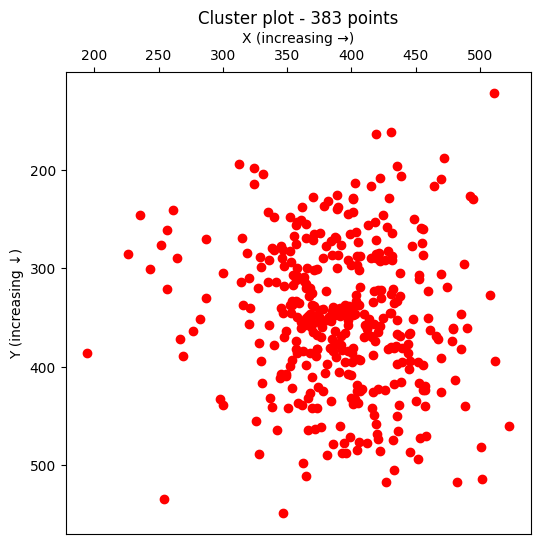 Cluster plot - 383 points
X (increasing →)
200 250 300 350 400 450 500
Y (increasing ↓)
200
300
400
500